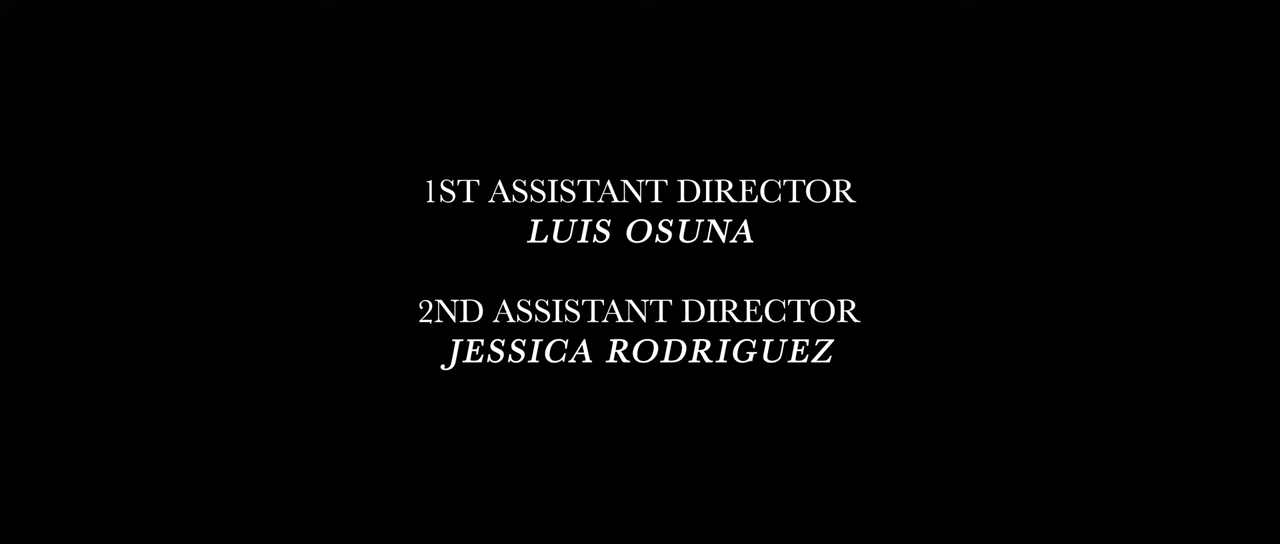 1ST ASSISTANT DIRECTOR
LUIS OSUNA
2ND ASSISTANT DIRECTOR
JESSICA RODRIGUEZ